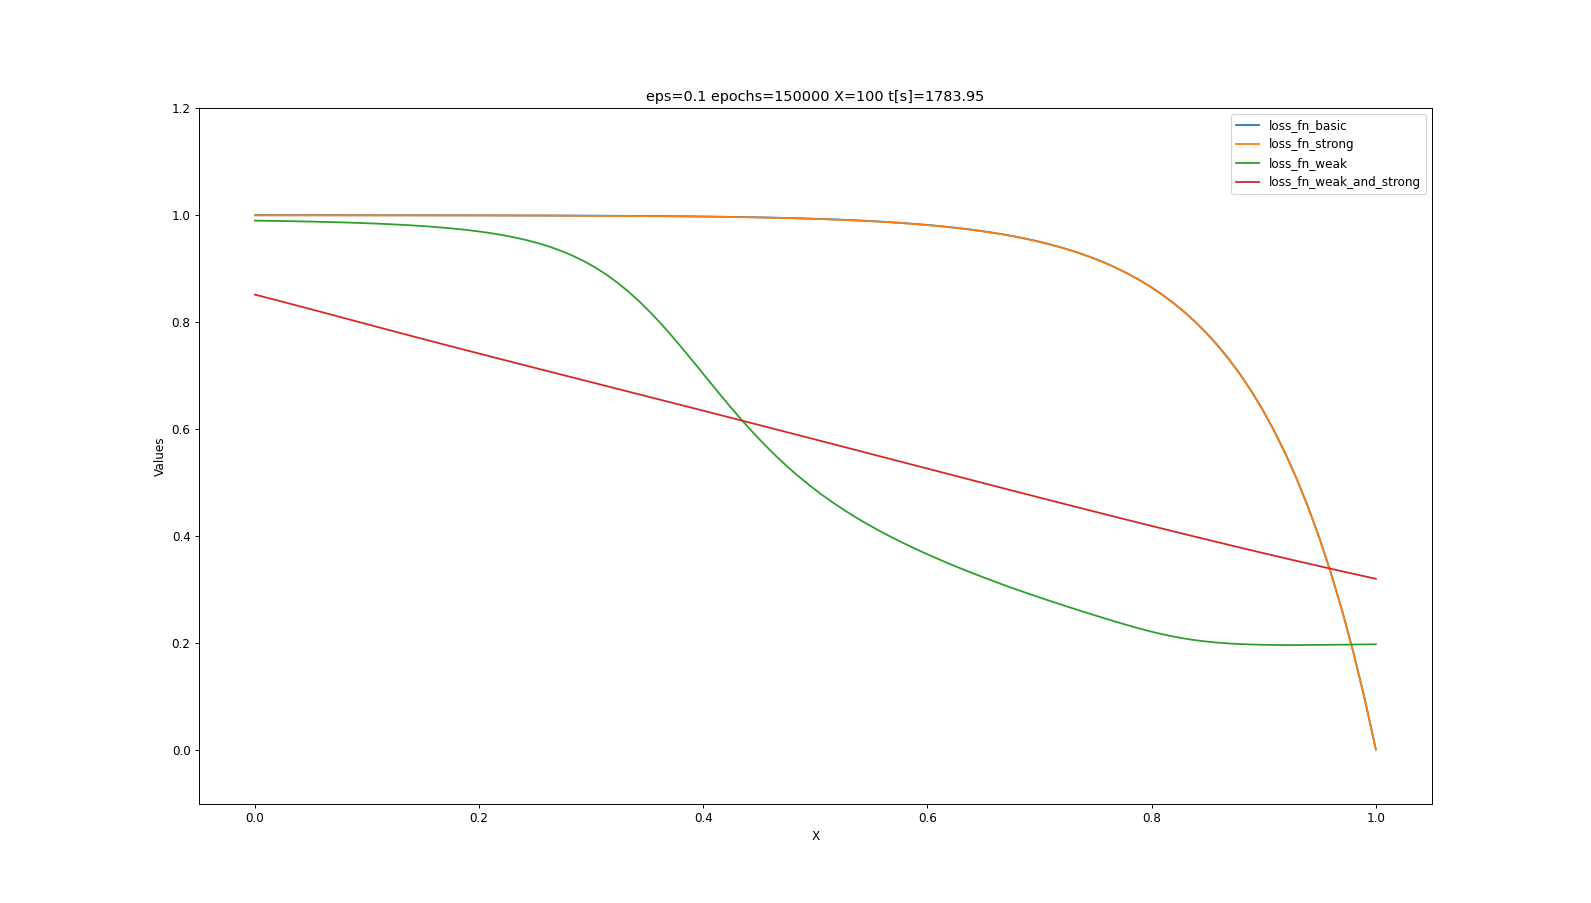 eps=0.1 epochs=150000 X=100 t[s]=1783.95
1.2
1.0
0.8
0.6
0.4
0.2
0.0
Values
loss_fn_basic
loss_fn_strong
loss_fn_weak
loss_fn_weak_and_strong
0.0 0.2 0.4 0.6 0.8 1.0
X